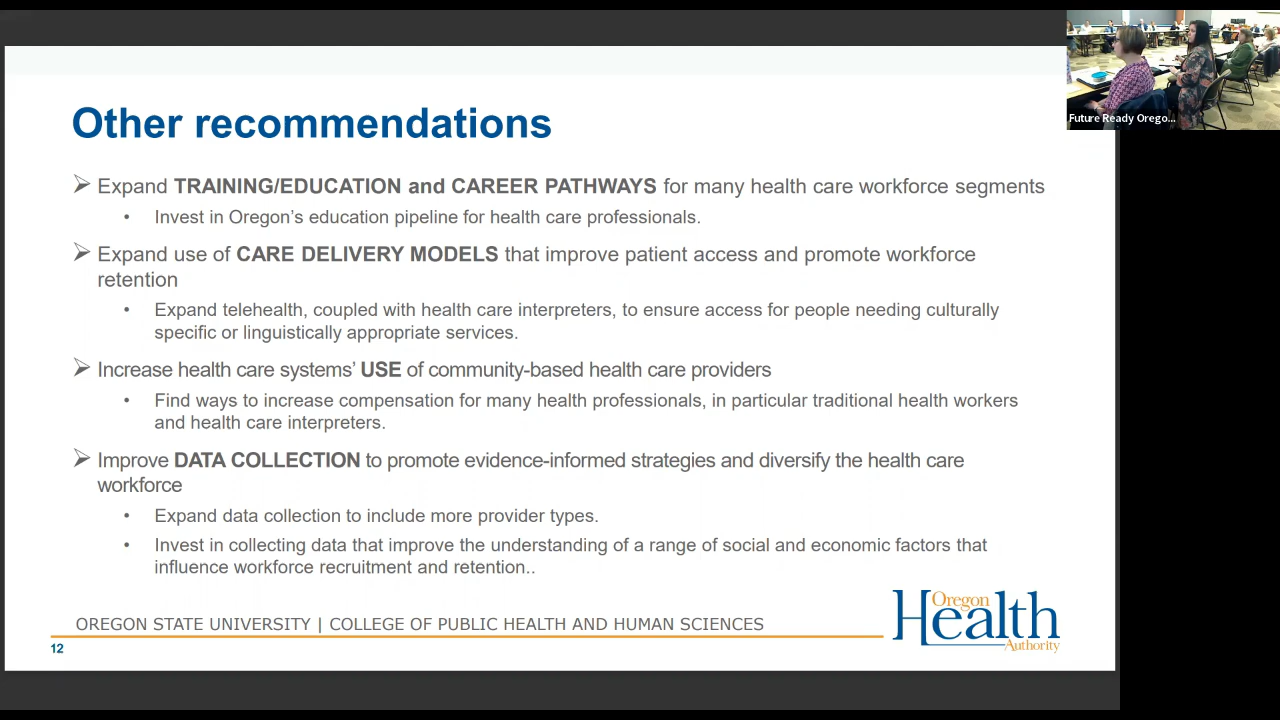 Other recommendations
Future Ready Orego...
➢ Expand TRAINING/EDUCATION and CAREER PATHWAYS for many health care workforce segments
• Invest in Oregon’s education pipeline for health care professionals.
➢ Expand use of CARE DELIVERY MODELS that improve patient access and promote workforce
retention
• Expand telehealth, coupled with health care interpreters, to ensure access for people needing culturally
specific or linguistically appropriate services.
➢ Increase health care systems’ USE of community-based health care providers
• Find ways to increase compensation for many health professionals, in particular traditional health workers
and health care interpreters.
➢ Improve DATA COLLECTION to promote evidence-informed strategies and diversify the health care
workforce
• Expand data collection to include more provider types.
• Invest in collecting data that improve the understanding of a range of social and economic factors that
influence workforce recruitment and retention..
OREGON STATE UNIVERSITY | COLLEGE OF PUBLIC HEALTH AND HUMAN SCIENCES
12
Oregon
Health
Authority